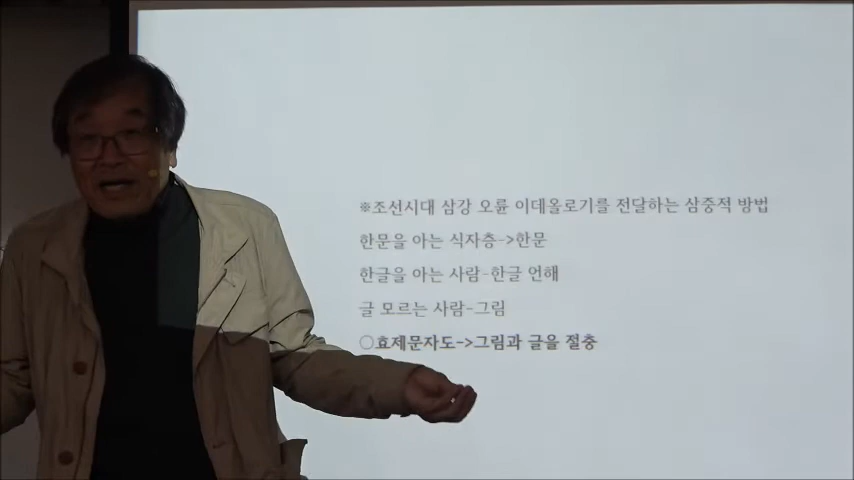 ※조선시대 삼강 오륜 이데올로기를 전달하는 삼중적 방법
한문을 아는 식자층->한문
한글을 아는 사람-한글 언해
글 모르는 사람-그림
○효제문자도->그림과 글을 절충